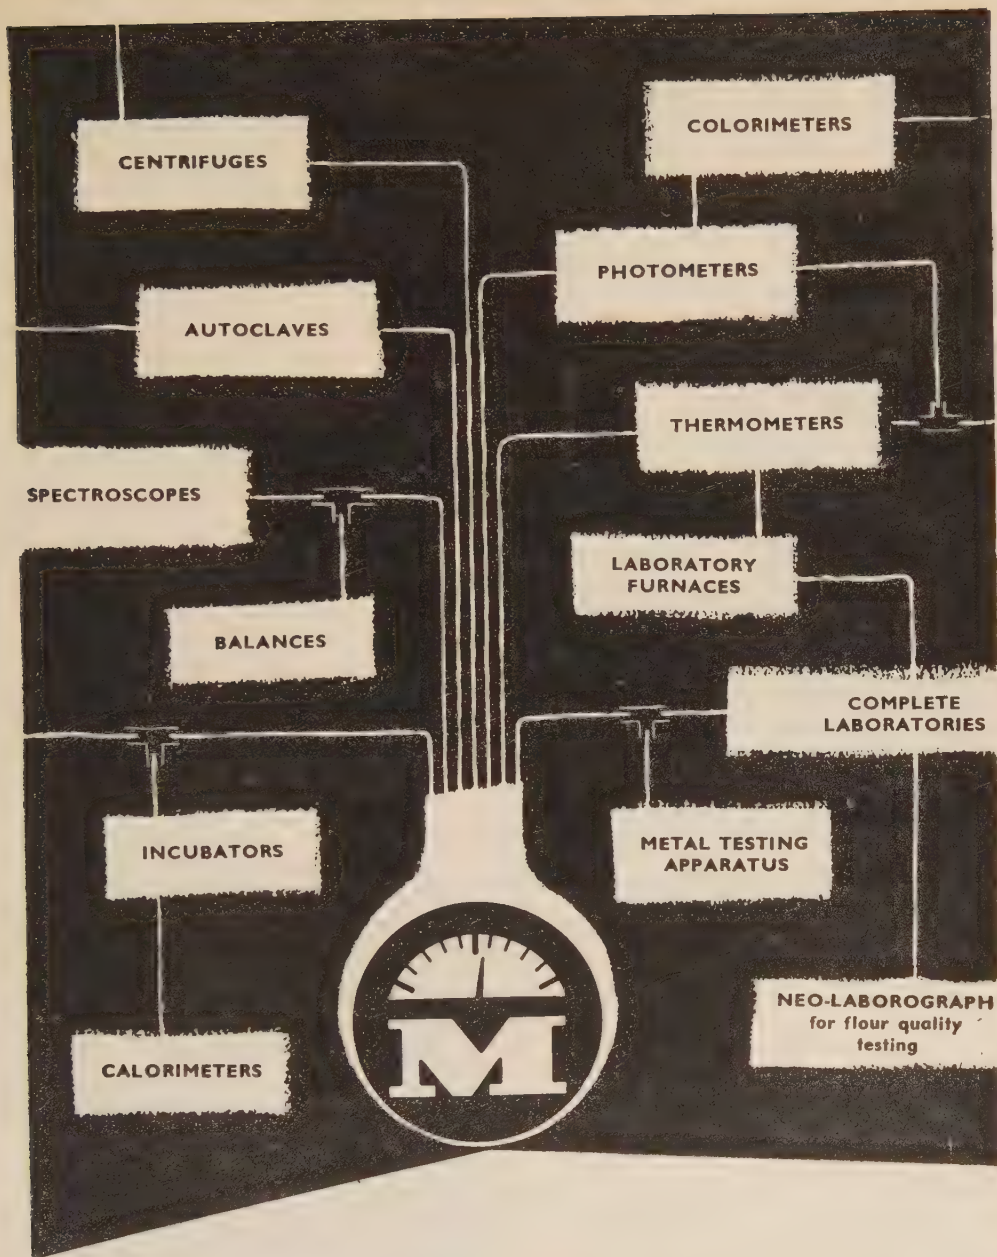 CENTRIFUGES
COLORIMETERS
PHOTOMETERS
AUTOCLAVES
THERMOMETERS
SPECTROSCOPES
LABORATORY
FURNACES
BALANCES
COMPLETE
LABORATORIES
INCUBATORS
METAL TESTING
APPARATUS
NEO-LABOROGRAPH
for flour quality
testing
CALORIMETERS
M